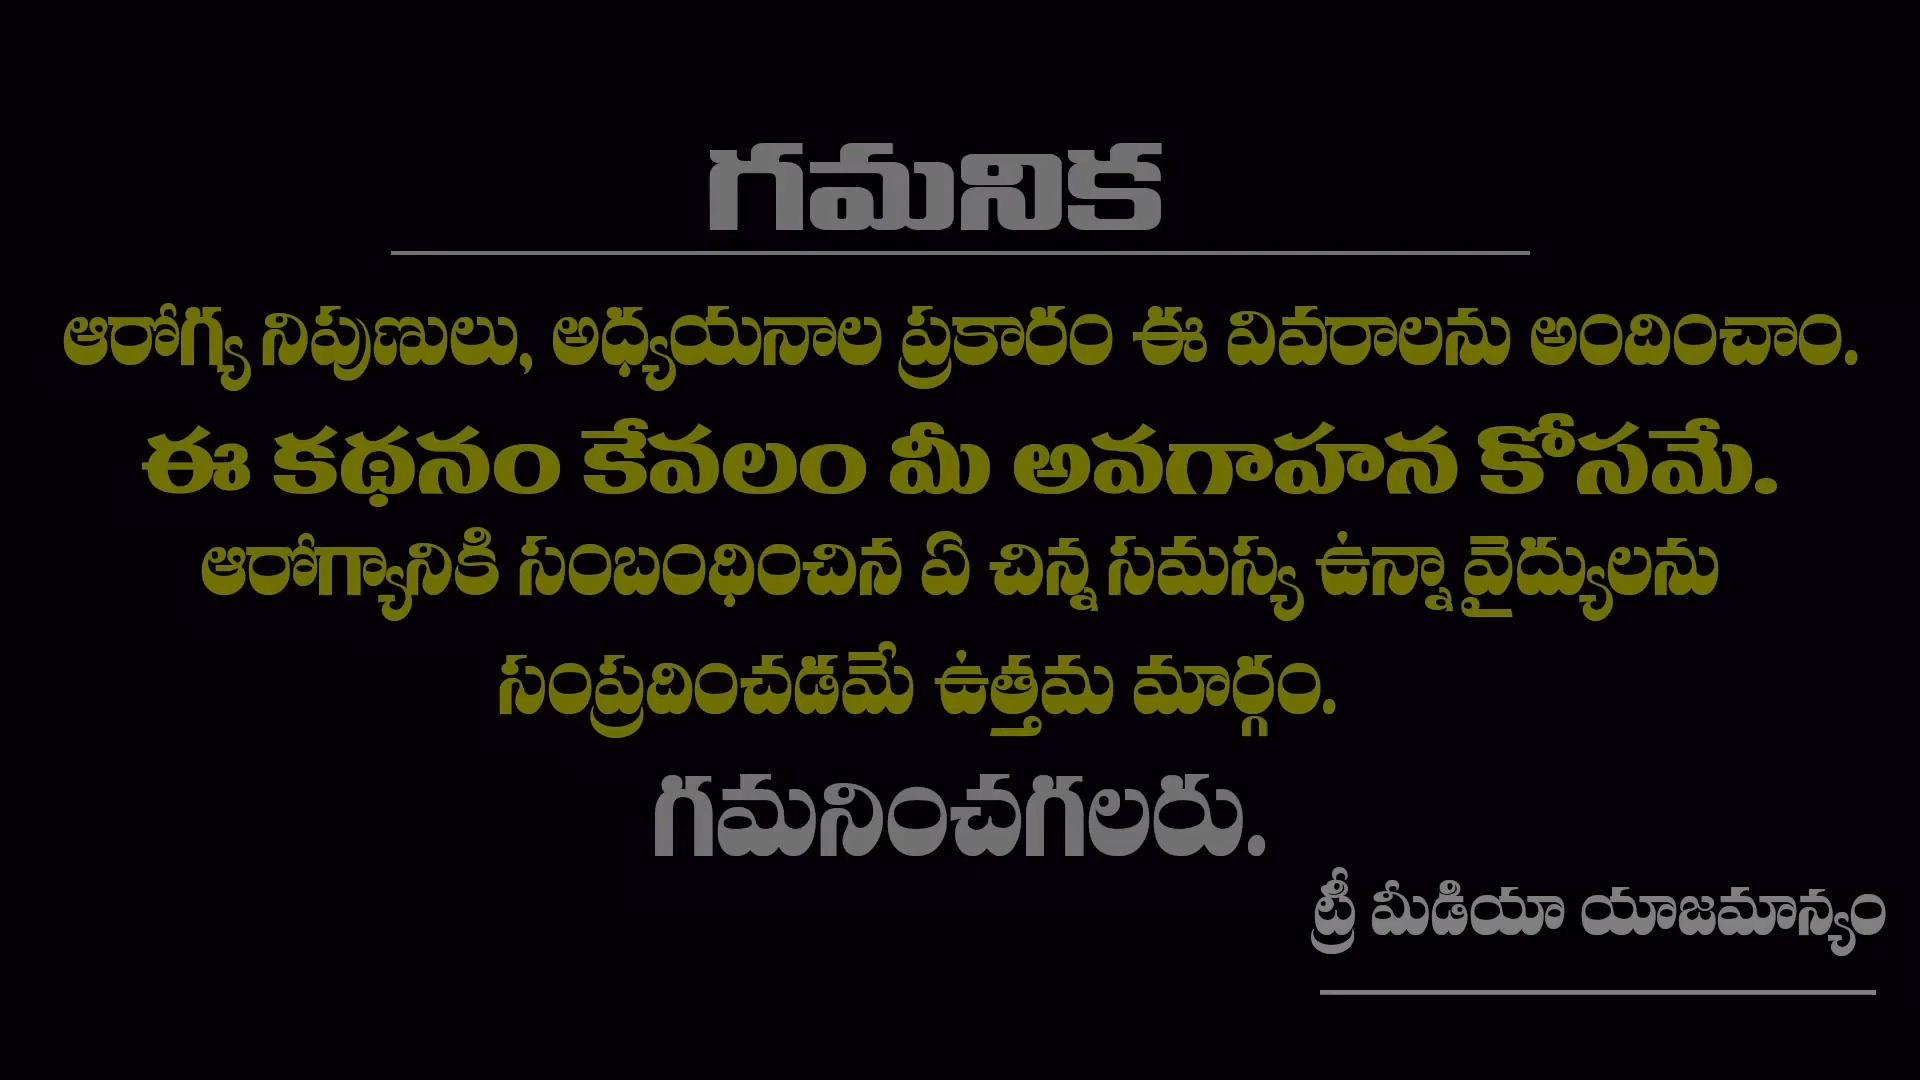 గమనిక
ఆరోగ్య నిపుణులు, అధ్యయనాల ప్రకారం ఈ వివరాలను అందించాం.
ఈ కథనం కేవలం మీ అవగాహన కోసమే.
ఆరోగ్యానికి సంబంధించిన ఏ చిన్న సమస్య ఉన్నా వైద్యులను
సంప్రదించడమే ఉత్తమ మార్గం.
గమనించగలరు.
ట్రీ మీడియా యాజమాన్యం